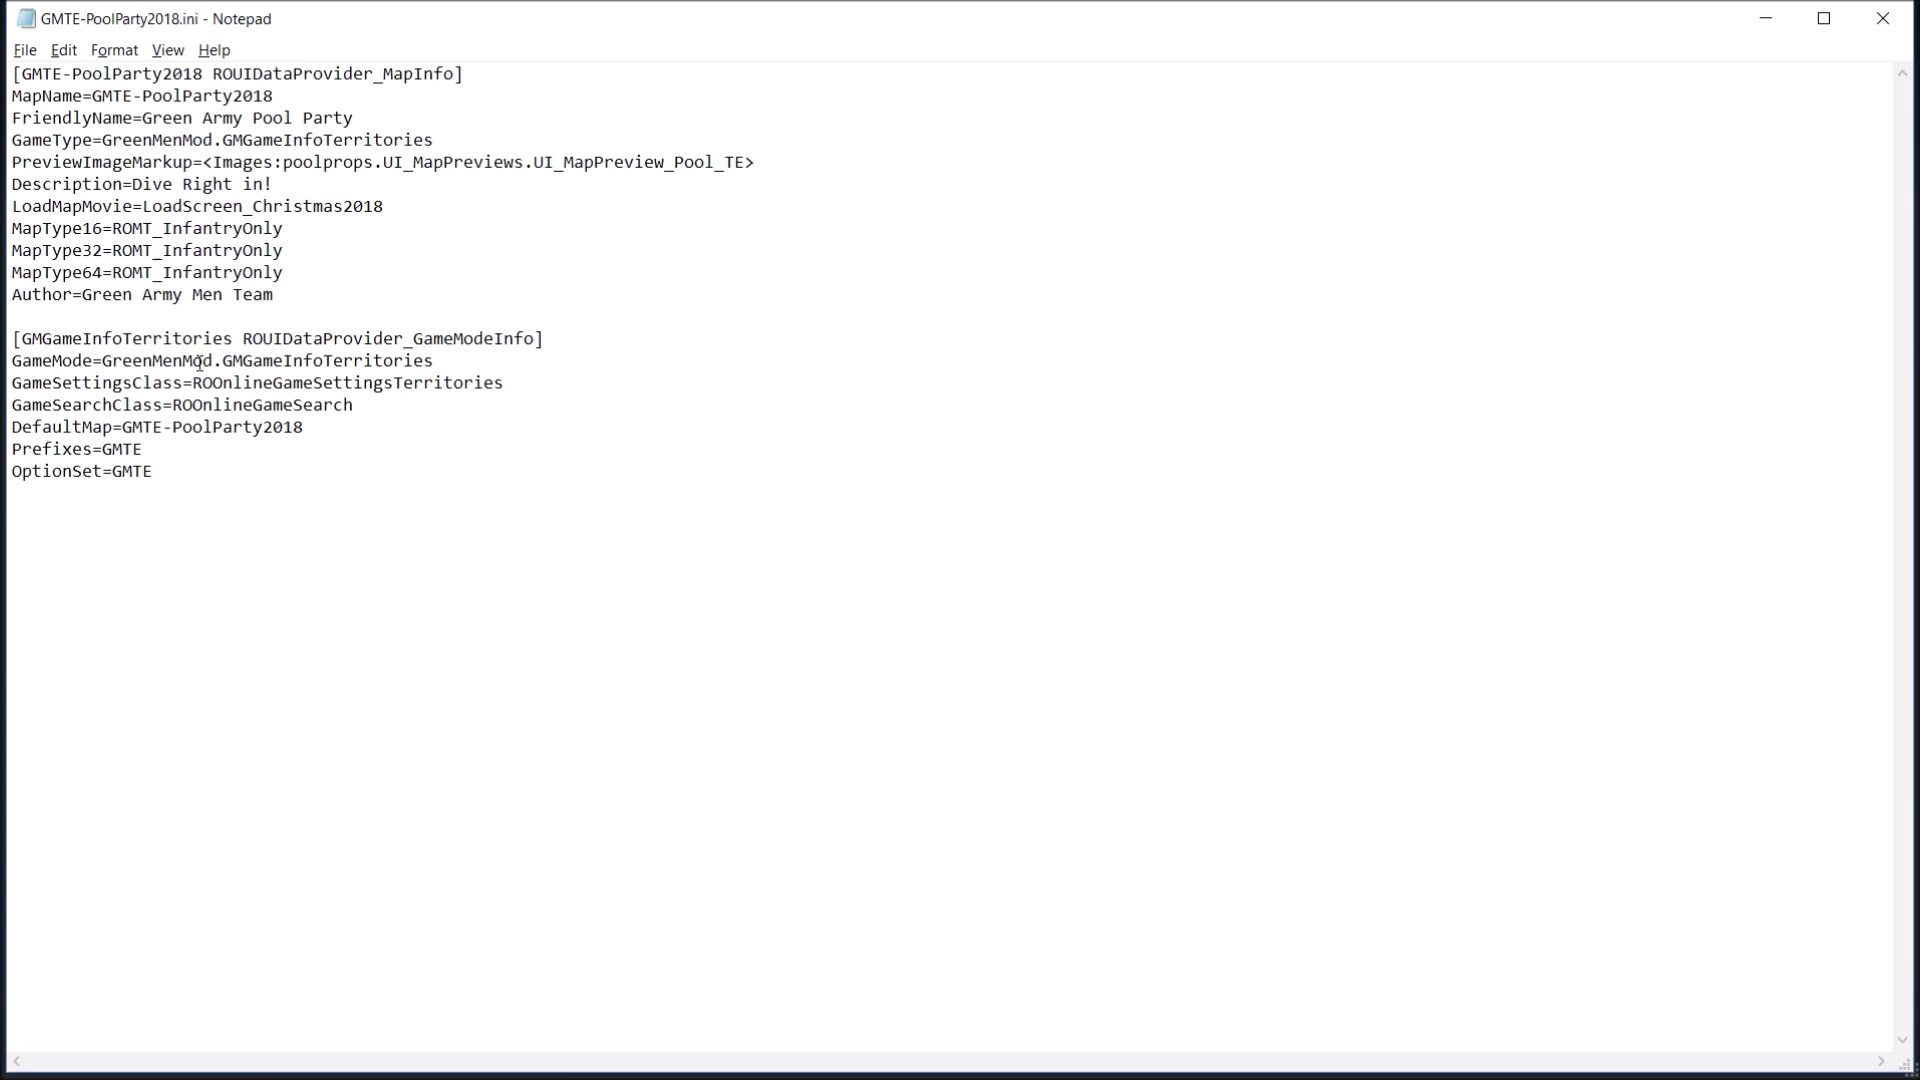 GMTE-PoolParty2018.ini - Notepad
File Edit Format View Help
[GMTE-PoolParty2018 ROUIDataProvider_MapInfo]
MapName=GMTE-PoolParty2018
FriendlyName=Green Army Pool Party
GameType=GreenMenMod.GMGameInfoTerritories
PreviewImageMarkup=<Images:poolprops.UI_MapPreviews.UI_MapPreview_Pool_TE>
Description=Dive Right in!
LoadMapMovie=LoadScreen_Christmas2018
MapType16=ROMT_InfantryOnly
MapType32=ROMT_InfantryOnly
MapType64=ROMT_InfantryOnly
Author=Green Army Men Team
[GMGameInfoTerritories ROUIDataProvider_GameModeInfo]
GameMode=GreenMenMod.GMGameInfoTerritories
GameSettingsClass=ROOnlineGameSettingsTerritories
GameSearchClass=ROOnlineGameSearch
DefaultMap=GMTE-PoolParty2018
Prefixes=GMTE
OptionSet=GMTE